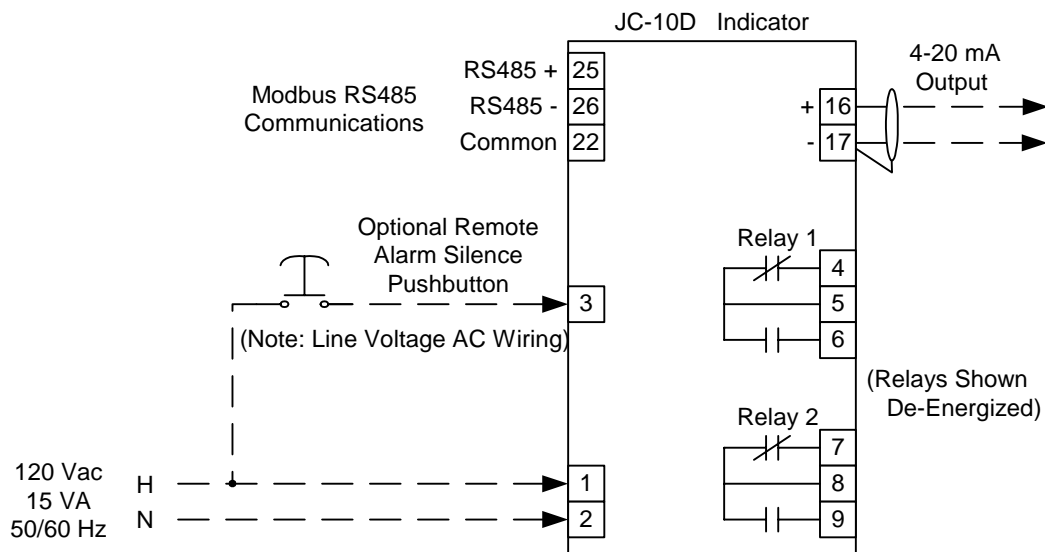 JC-10D Indicator
RS485 + 25
RS485 - 26
Common 22
Modbus RS485
Communications
4-20 mA
Output
+ 16
- 17
Optional Remote
Alarm Silence
Pushbutton
3
(Note: Line Voltage AC Wiring)
Relay 1
4
5
6
(Relays Shown
De-Energized)
Relay 2
7
8
9
120 Vac
15 VA
50/60 Hz
H 1
N 2